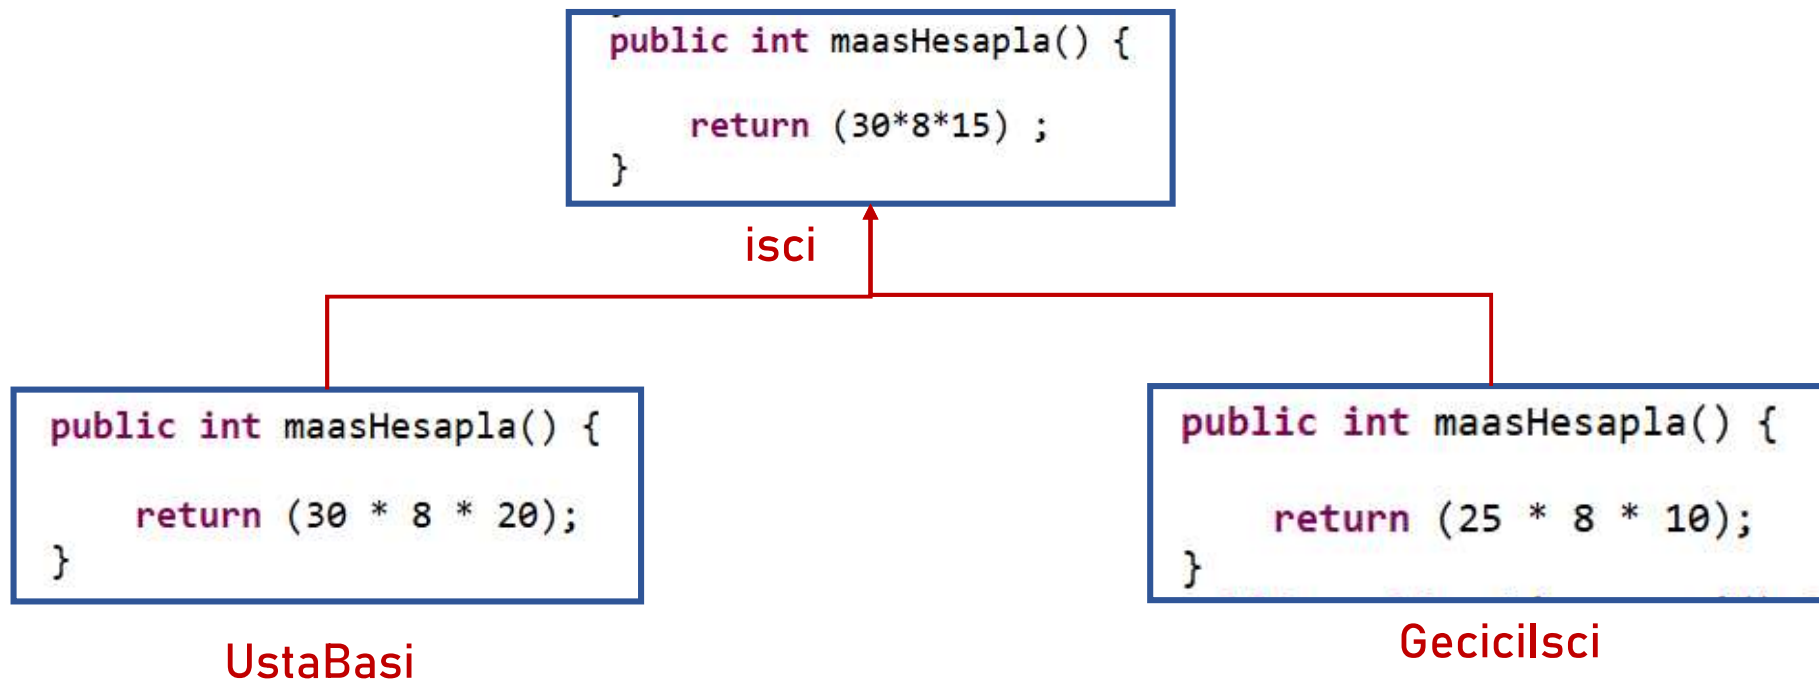 public int maasHesapla() {
return (30*8*15) ;
}
isci
public int maasHesapla() {
return (30 * 8 * 20);
}
UstaBasi
public int maasHesapla() {
return (25 * 8 * 10);
}
GeciciIsci